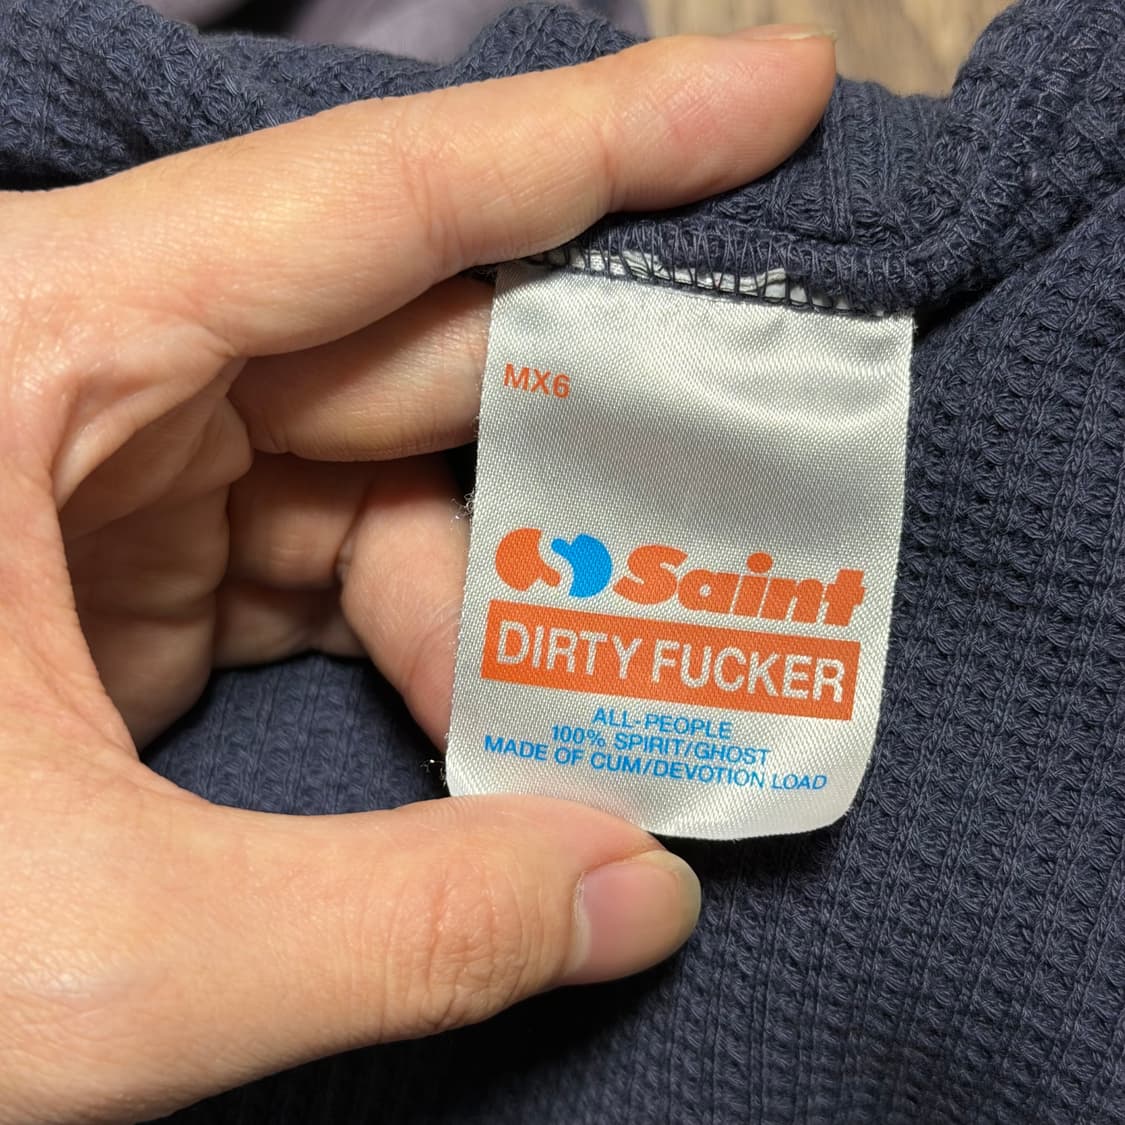 MX6
Saint
DIRTY FUCKER
ALL-PEOPLE
100% SPIRIT/GHOST
MADE OF CUM/DEVOTION LOAD